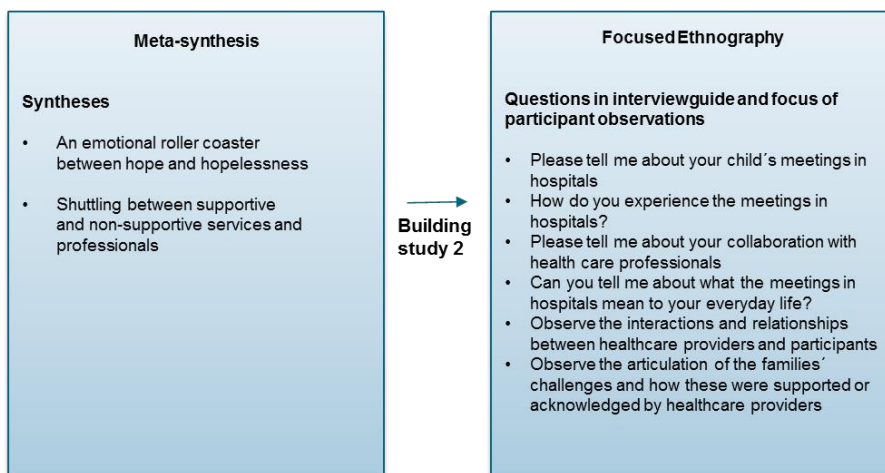 Meta-synthesis
Syntheses
• An emotional roller coaster
between hope and hopelessness
• Shuttling between supportive
and non-supportive services and
professionals
Building
study 2
Focused Ethnography
Questions in interviewguide and focus of
participant observations
• Please tell me about your child´s meetings in
hospitals
• How do you experience the meetings in
hospitals?
• Please tell me about your collaboration with
health care professionals
• Can you tell me about what the meetings in
hospitals mean to your everyday life?
• Observe the interactions and relationships
between healthcare providers and participants
• Observe the articulation of the families´
challenges and how these were supported or
acknowledged by healthcare providers